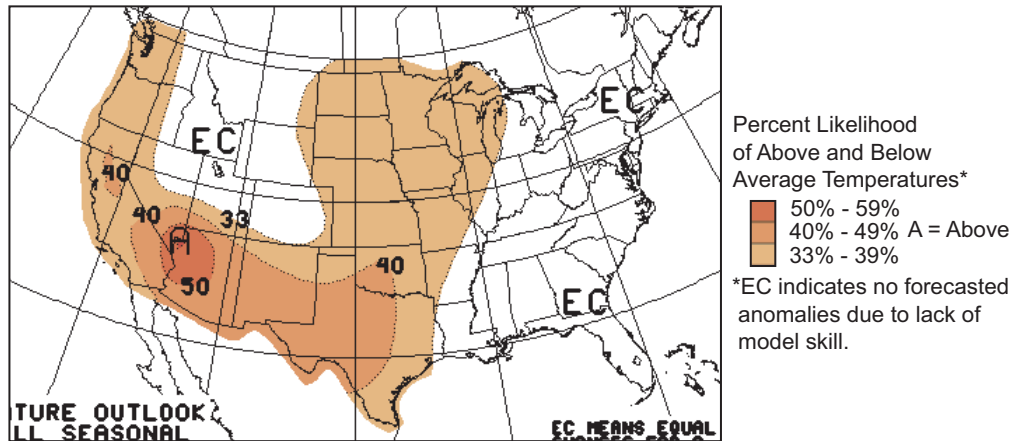 EC
EC
40
40
33
A
50
40
EC
TURE OUTLOOK
LL SEASONAL
EC MEANS EQUAL
Percent Likelihood
of Above and Below
Average Temperatures*
50% - 59%
40% - 49% A = Above
33% - 39%
*EC indicates no forecasted
anomalies due to lack of
model skill.